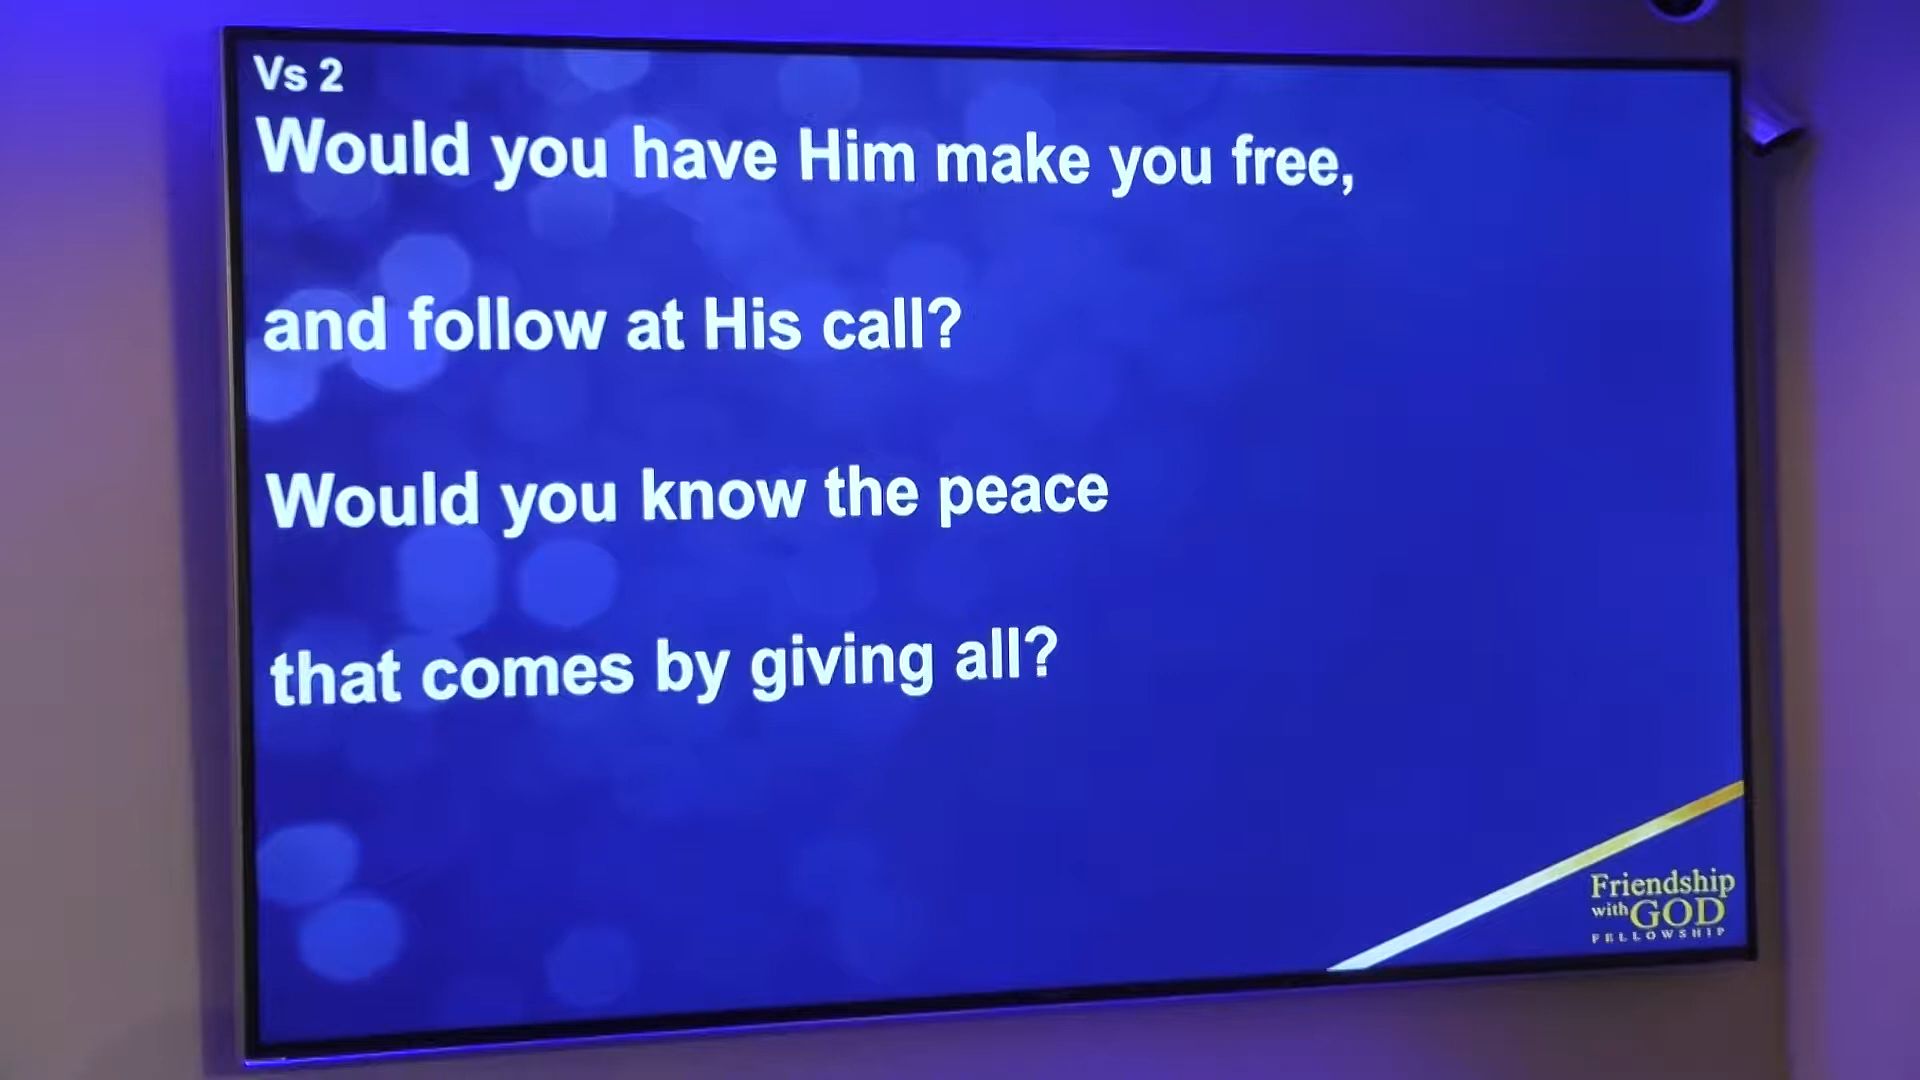 Vs 2
Would you have Him make you free,
and follow at His call?
Would you know the peace
that comes by giving all?
Friendship
with GOD
FELLOWSHIP